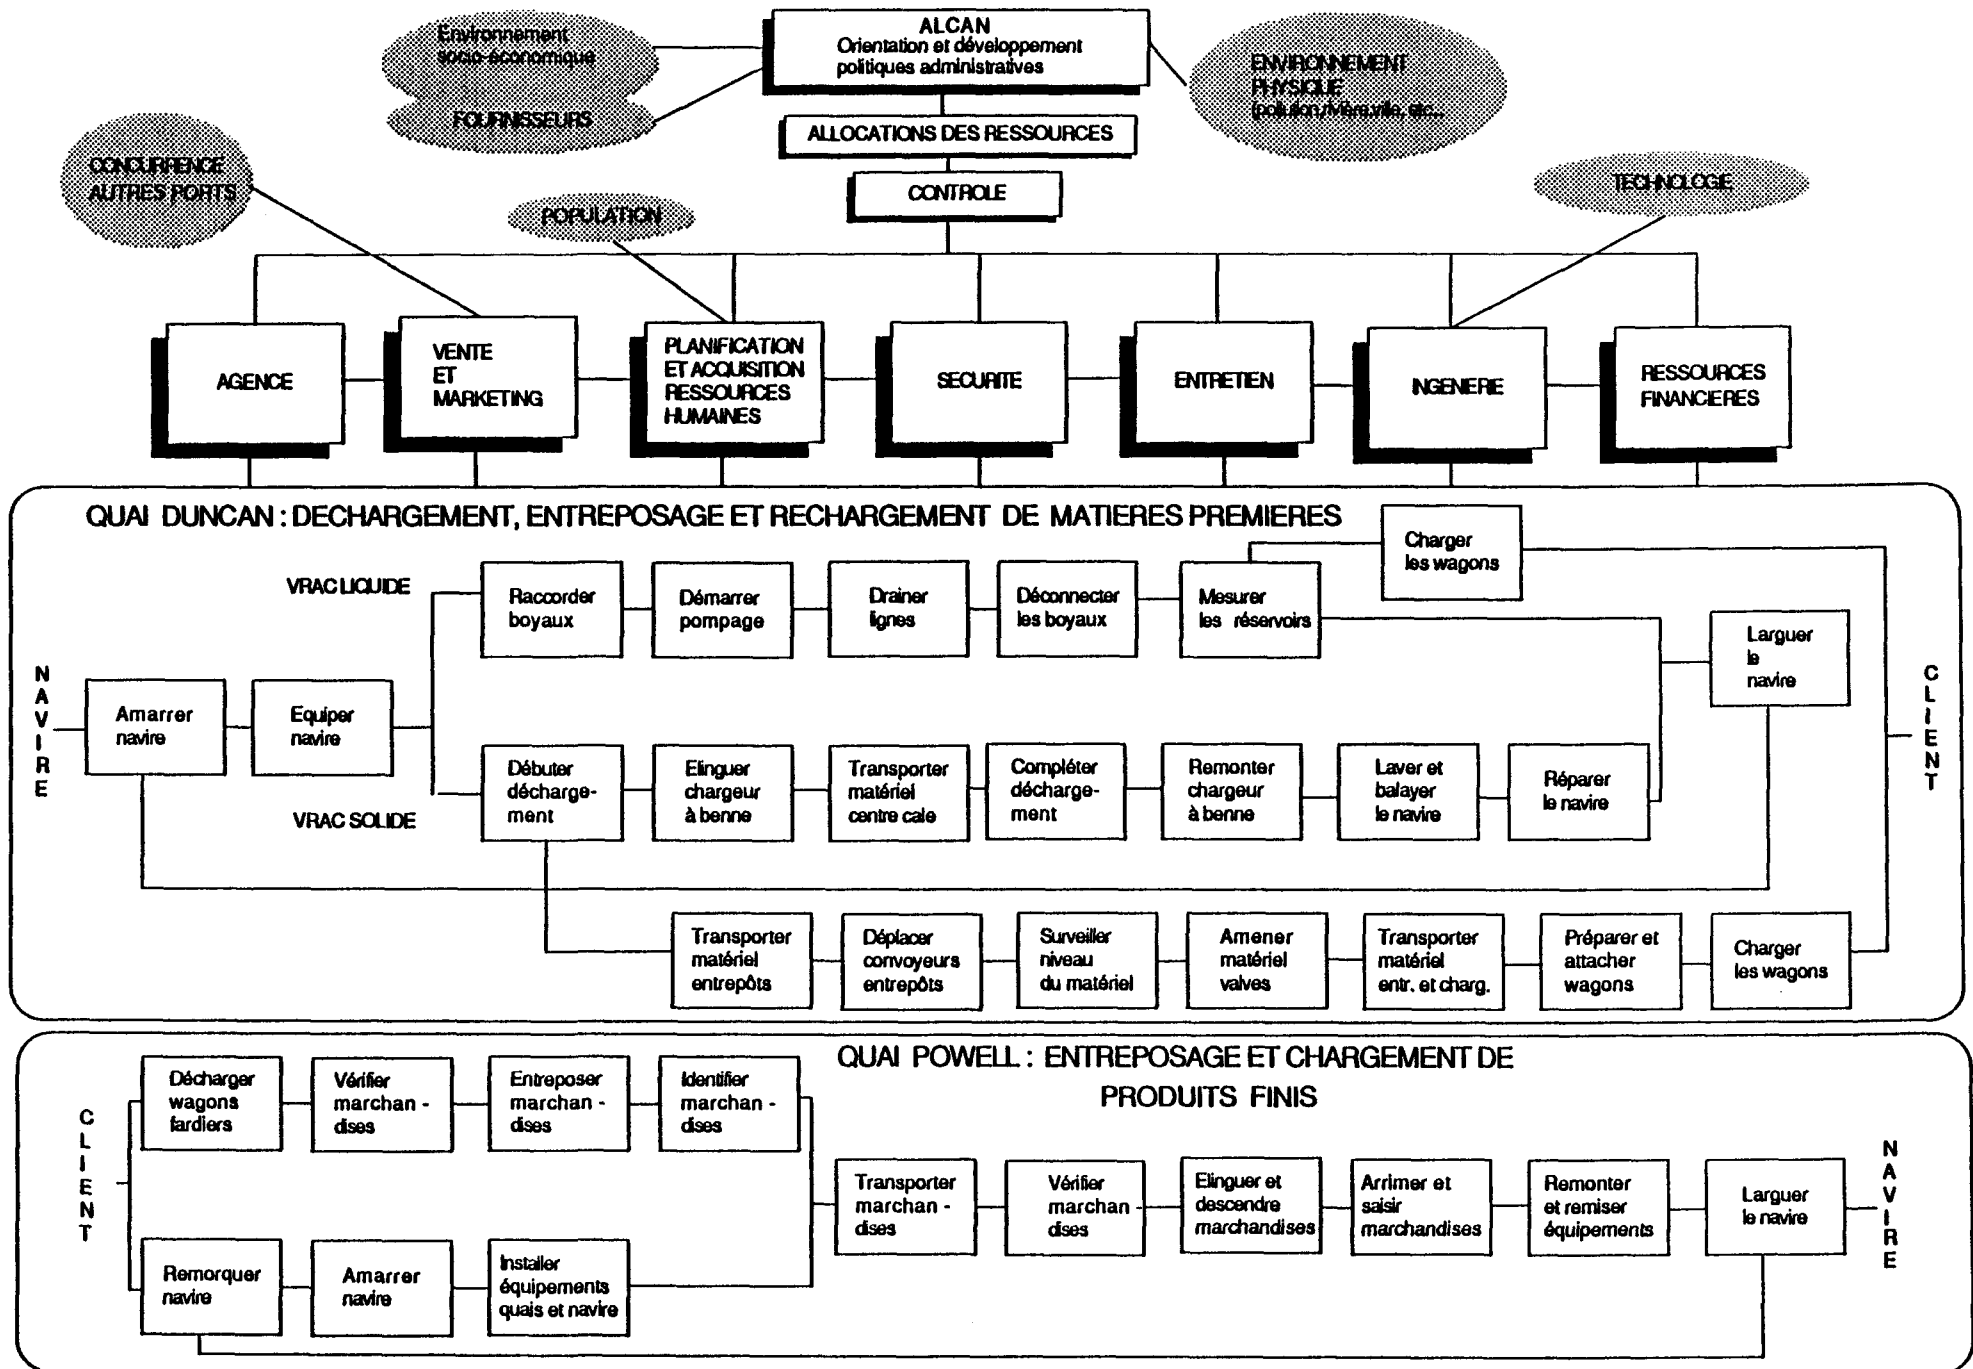 Environnement
socio-économique
FOURNISSEURS
ALCAN
Orientation et développement
politiques administratives
ENVIRONNEMENT
PHYSIQUE
(pollution,rivière,ville, etc...
ALLOCATIONS DES RESSOURCES
CONTROLE
CONCURRENCE
AUTRES PORTS
POPULATION
TECHNOLOGIE
AGENCE
VENTE
ET
MARKETING
PLANIFICATION
ET ACQUISITION
RESSOURCES
HUMAINES
SECURITE
ENTRETIEN
INGENIERIE
RESSOURCES
FINANCIERES
QUAI DUNCAN : DECHARGEMENT, ENTREPOSAGE ET RECHARGEMENT DE MATIERES PREMIERES
VRAC LIQUIDE
Raccorder
boyaux
Démarrer
pompage
Drainer
lignes
Déconnecter
les boyaux
Mesurer
les réservoirs
Charger
les wagons
Larguer
le
navire
NAVIRE
Amarrer
navire
Equiper
navire
CLIENT
VRAC SOLIDE
Débuter
décharge-
ment
Elinguer
chargeur
à benne
Transporter
matériel
centre cale
Compléter
décharge-
ment
Remonter
chargeur
à benne
Laver et
balayer
le navire
Réparer
le navire
Transporter
matériel
entrepôts
Déplacer
convoyeurs
entrepôts
Surveiller
niveau
du matériel
Amener
matériel
valves
Transporter
matériel
entr. et charg.
Préparer et
attacher
wagons
Charger
les wagons
QUAI POWELL : ENTREPOSAGE ET CHARGEMENT DE
PRODUITS FINIS
CLIENT
Décharger
wagons
fardiers
Vérifier
marchan -
dises
Entreposer
marchan -
dises
Identifier
marchan -
dises
Remorquer
navire
Amarrer
navire
Installer
équipements
quais et navire
Transporter
marchan -
dises
Vérifier
marchan -
dises
Elinguer et
descendre
marchandises
Arrimer et
saisir
marchandises
Remonter
et remiser
équipements
Larguer
le navire
NAVIRE